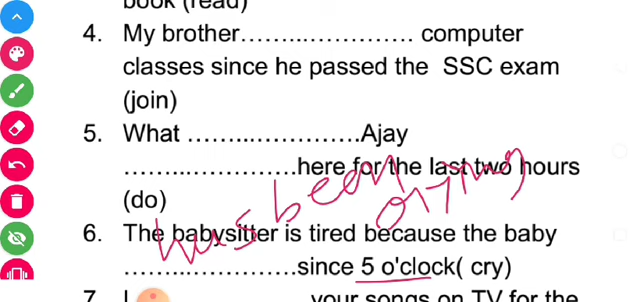 book (read)
4. My brother……...…………. computer
classes since he passed the SSC exam
(join)
5. What ……...………….Ajay
……...………….here for the last two hours
(do)
has been crying
6. The babysitter is tired because the baby
……...………….since 5 o'clock( cry)
7. I your songs on TV for the